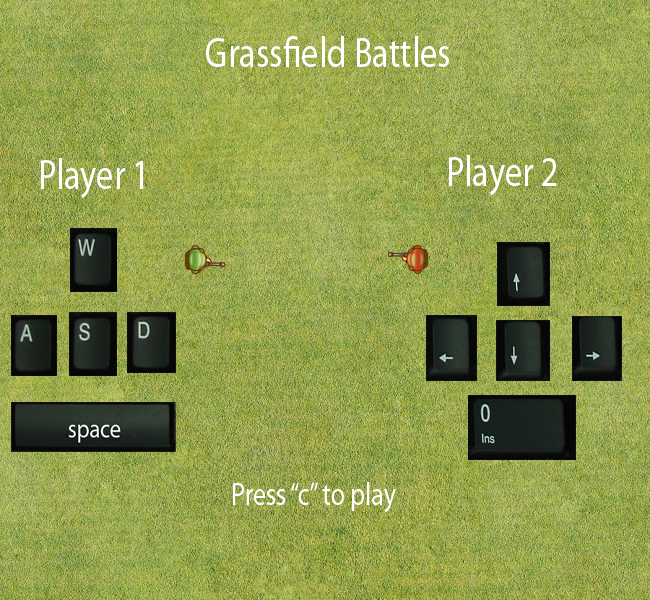 Grassfield Battles
Player 1
Player 2
W
↑
A S D
← ↓ →
space
0
Ins
Press “c” to play